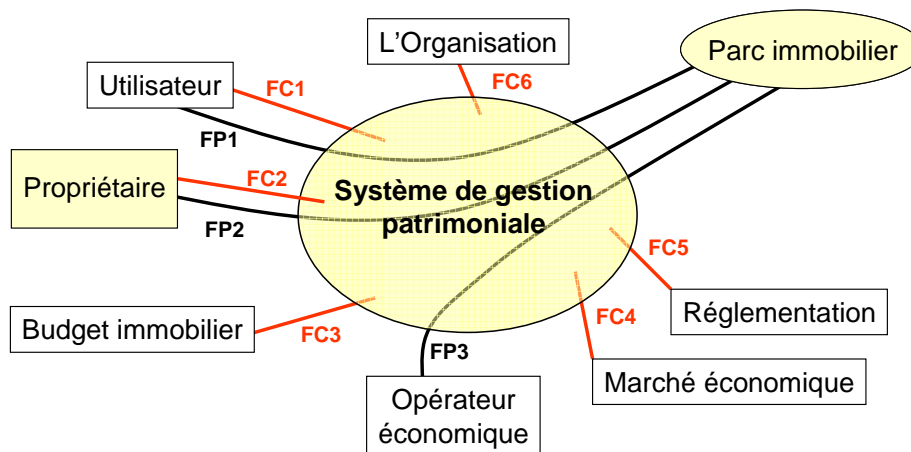 L'Organisation
Parc immobilier
Utilisateur
FC1
FC6
FP1
Propriétaire
FC2
FP2
Système de gestion
patrimoniale
FC5
Réglementation
Budget immobilier
FC3
FC4
FP3
Marché économique
Opérateur
économique